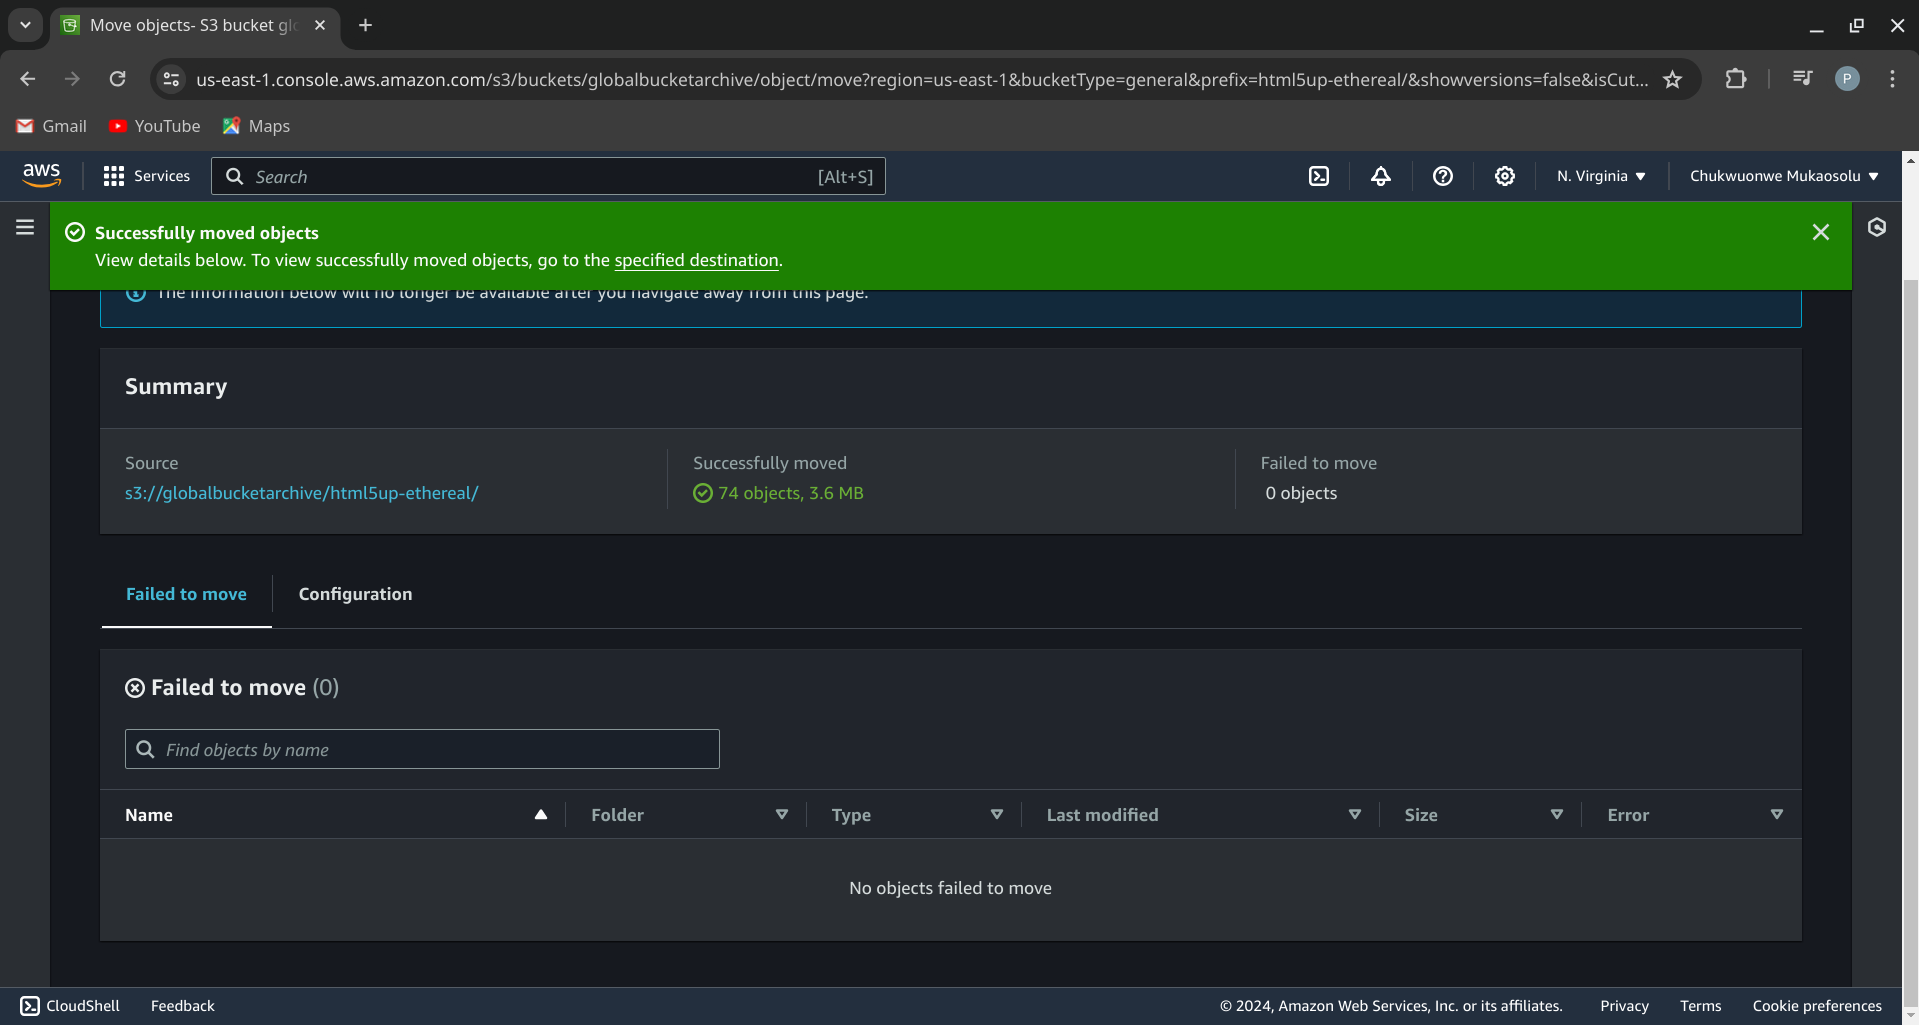 Move objects- S3 bucket glo
us-east-1.console.aws.amazon.com/s3/buckets/globalbucketarchive/object/move?region=us-east-1&bucketType=general&prefix=html5up-ethereal/&showversions=false&isCut...
P
Gmail YouTube Maps
aws Services Search [Alt+S] N. Virginia Chukwuonwe Mukaosolu
Successfully moved objects
View details below. To view successfully moved objects, go to the specified destination.
The information below will no longer be available after you navigate away from this page.
Summary
Source Successfully moved Failed to move
s3://globalbucketarchive/html5up-ethereal/ 74 objects, 3.6 MB 0 objects
Failed to move Configuration
Failed to move (0)
Find objects by name
Name Folder Type Last modified Size Error
No objects failed to move
CloudShell Feedback © 2024, Amazon Web Services, Inc. or its affiliates. Privacy Terms Cookie preferences